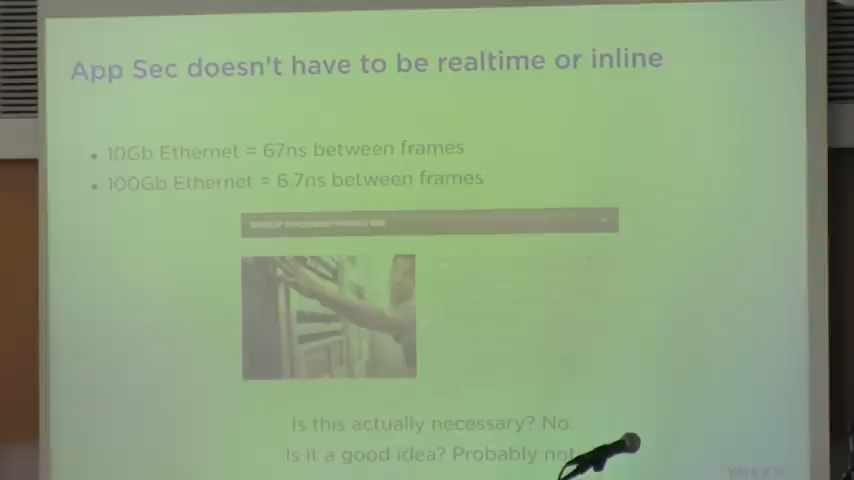 App Sec doesn't have to be realtime or inline
▪ 10Gb Ethernet = 67ns between frames
▪ 100Gb Ethernet = 6.7ns between frames
Is this actually necessary? No.
Is it a good idea? Probably not
YAHOO!